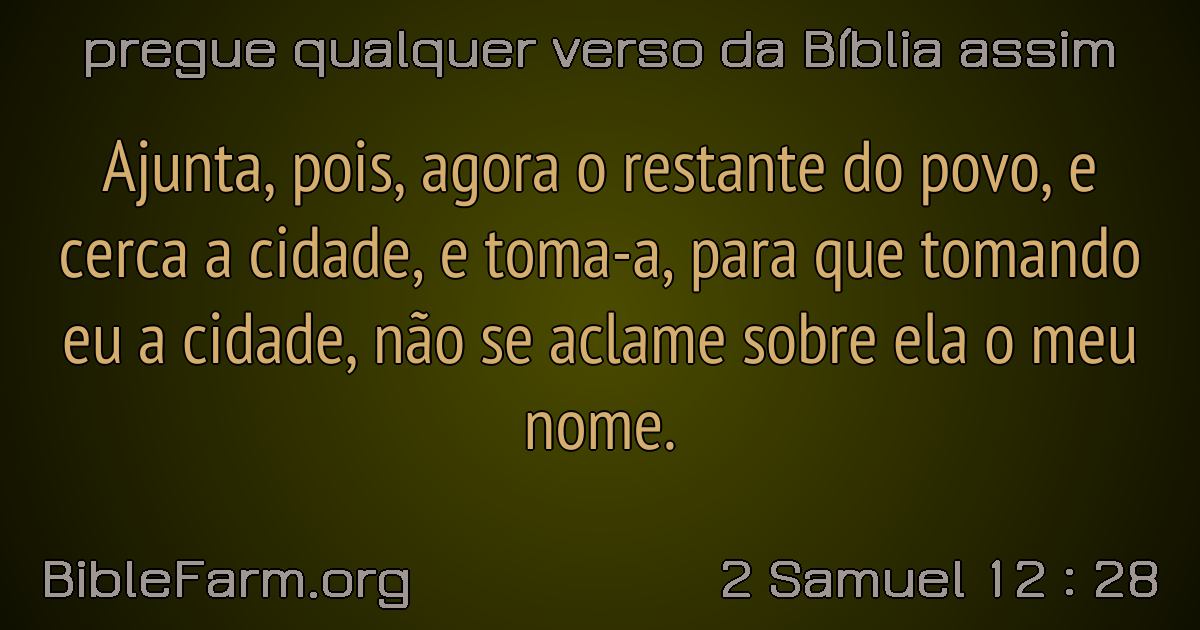 pregue qualquer verso da Bíblia assim
Ajunta, pois, agora o restante do povo, e
cerca a cidade, e toma-a, para que tomando
eu a cidade, não se aclame sobre ela o meu
nome.
BibleFarm.org
2 Samuel 12 : 28